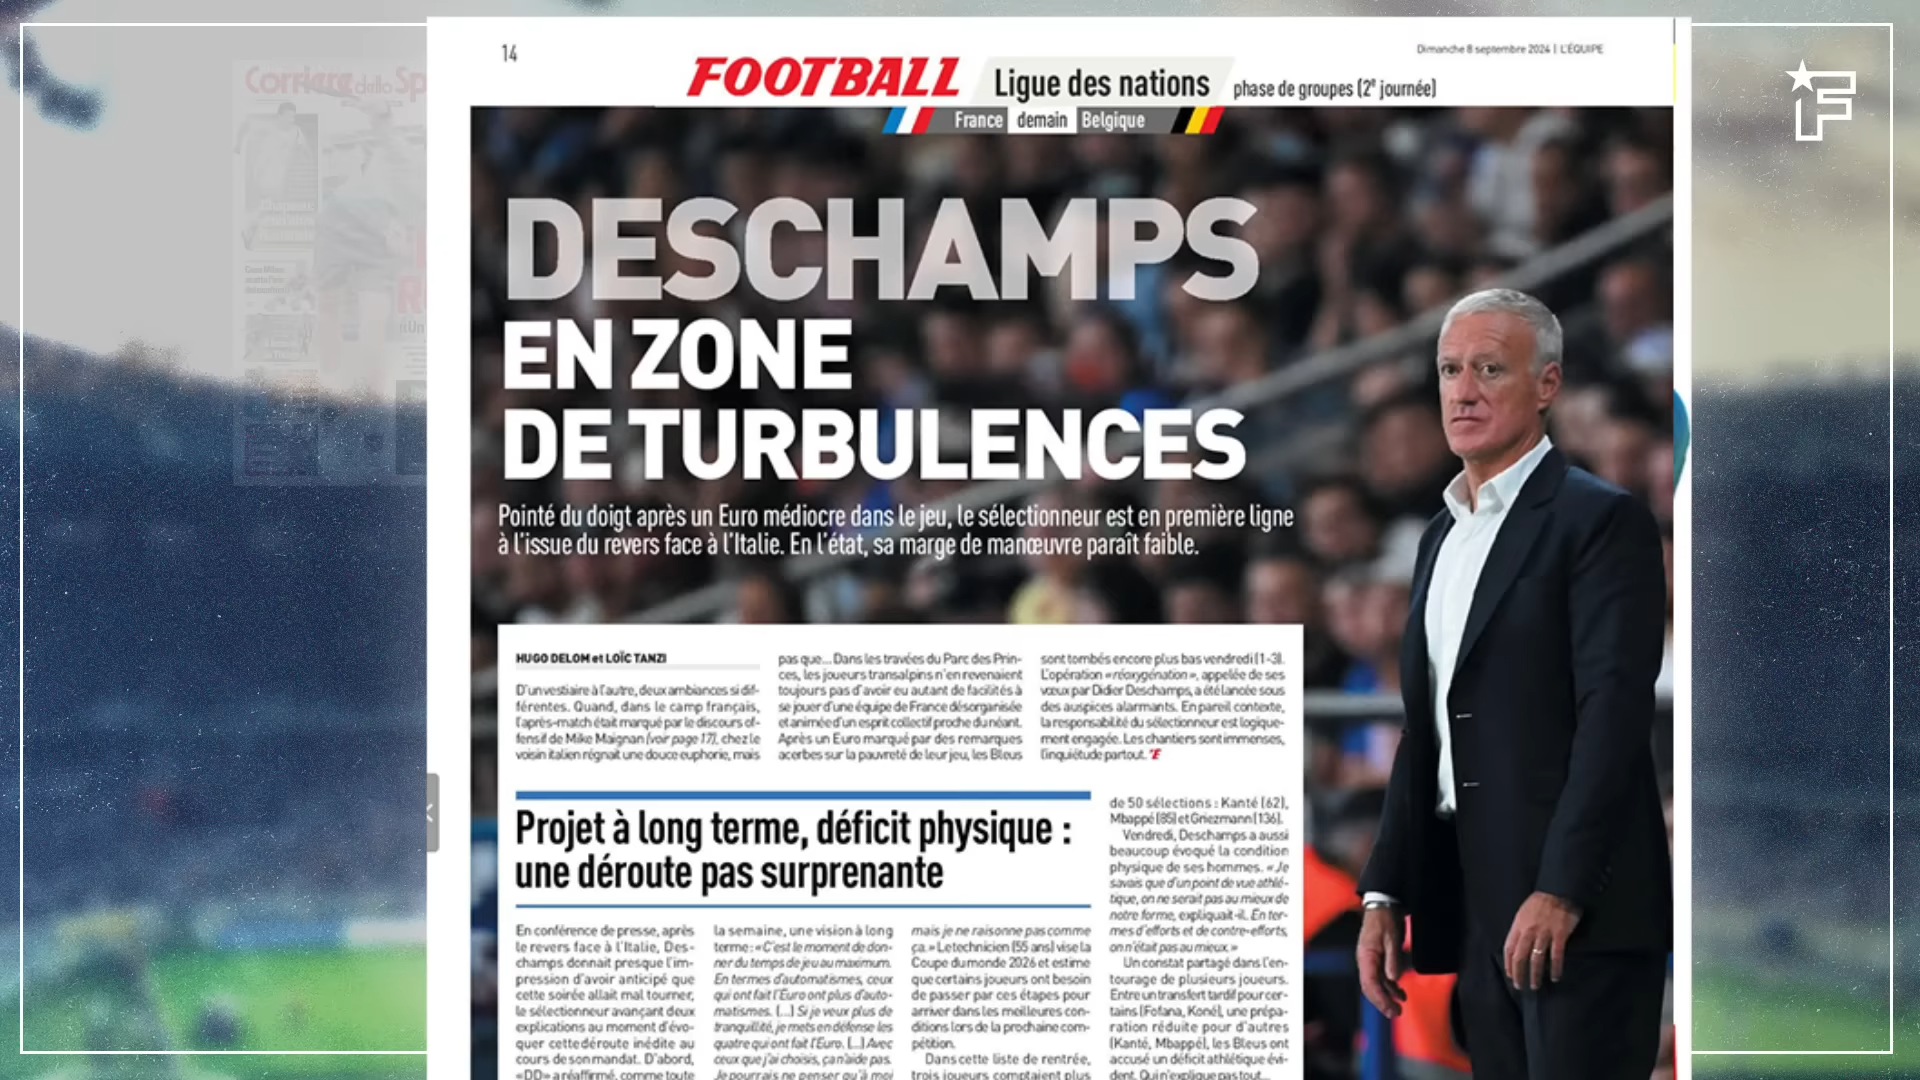 14
Dimanche 8 septembre 2024 | L'ÉQUIPE
FOOTBALL Ligue des nations phase de groupes (2e journée)
France demain Belgique
DESCHAMPS
EN ZONE
DE TURBULENCES
Pointé du doigt après un Euro médiocre dans le jeu, le sélectionneur est en première ligne
à l'issue du revers face à l'Italie. En l'état, sa marge de manœuvre paraît faible.
HUGO DELOM et LOÏC TANZI
D'un vestiaire à l'autre, deux ambiances si dif-
férentes. Quand, dans le camp français,
l'après-match était marqué par le discours of-
fensif de Mike Maignan (voir page 17), chez le
voisin italien régnait une douce euphorie, mais
pas que... Dans les travées du Parc des Prin-
ces, les joueurs transalpins n'en revenaient
toujours pas d'avoir eu autant de facilités à
se jouer d'une équipe de France désorganisée
et animée d'un esprit collectif proche du néant.
Après un Euro marqué par des remarques
acerbes sur la pauvreté de leur jeu, les Bleus
sont tombés encore plus bas vendredi (1-3).
L'opération « réoxygénation », appelée de ses
vœux par Didier Deschamps, a été lancée sous
des auspices alarmants. En pareil contexte,
la responsabilité du sélectionneur est logique-
ment engagée. Les chantiers sont immenses,
l'inquiétude partout.
Projet à long terme, déficit physique :
une déroute pas surprenante
En conférence de presse, après
le revers face à l'Italie, Des-
champs donnait presque l'im-
pression d'avoir anticipé que
cette soirée allait mal tourner,
le sélectionneur avançant deux
explications au moment d'évo-
quer cette déroute inédite au
cours de son mandat. D'abord,
«DD» a réaffirmé, comme toute
la semaine, une vision à long
terme : « C'est le moment de don-
ner du temps de jeu au maximum.
En termes d'automatismes, ceux
qui ont fait l'Euro ont plus d'auto-
matismes. (...) Si je veux plus de
tranquillité, je mets en défense les
quatre qui ont fait l'Euro. (...) Avec
ceux que j'ai choisis, ça n'aide pas.
Je pourrais ne penser qu'à moi
mais je ne raisonne pas comme
ça. » Le technicien (55 ans) vise la
Coupe du monde 2026 et estime
que certains joueurs ont besoin
de passer par ces étapes pour
arriver dans les meilleures con-
ditions lors de la prochaine com-
pétition.
Dans cette liste de rentrée,
trois joueurs comptaient plus
de 50 sélections : Kanté (62),
Mbappé (85) et Griezmann (136).
Vendredi, Deschamps a aussi
beaucoup évoqué la condition
physique de ses hommes. « Je
savais que d'un point de vue athlé-
tique, on ne serait pas au mieux de
notre forme, expliquait-il. En ter-
mes d'efforts et de contre-efforts,
on n'était pas au mieux. »
Un constat partagé dans l'en-
tourage de plusieurs joueurs.
Entre un transfert tardif pour cer-
tains (Fofana, Koné), une prépa-
ration réduite pour d'autres
(Kanté, Mbappé), les Bleus ont
accusé un déficit athlétique évi-
dent. Qui n'explique pas tout...
Corriere dello Sp